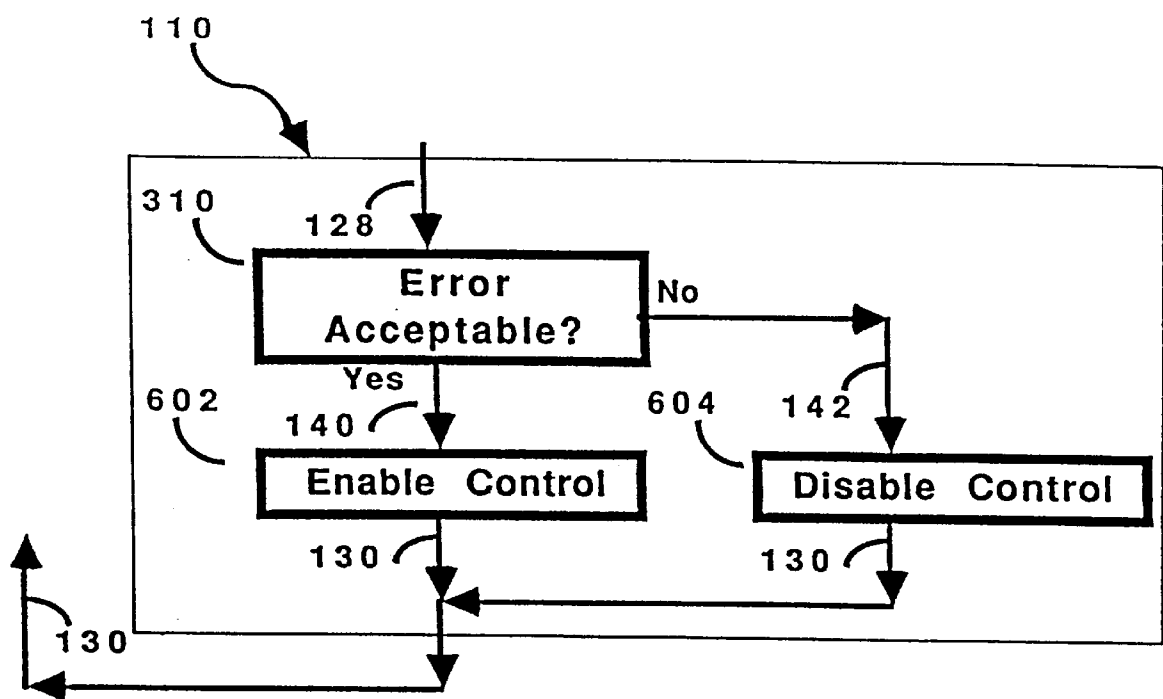 110
310
128
Error
Acceptable?
No
Yes
602
140
604
142
Enable Control
Disable Control
130
130
130